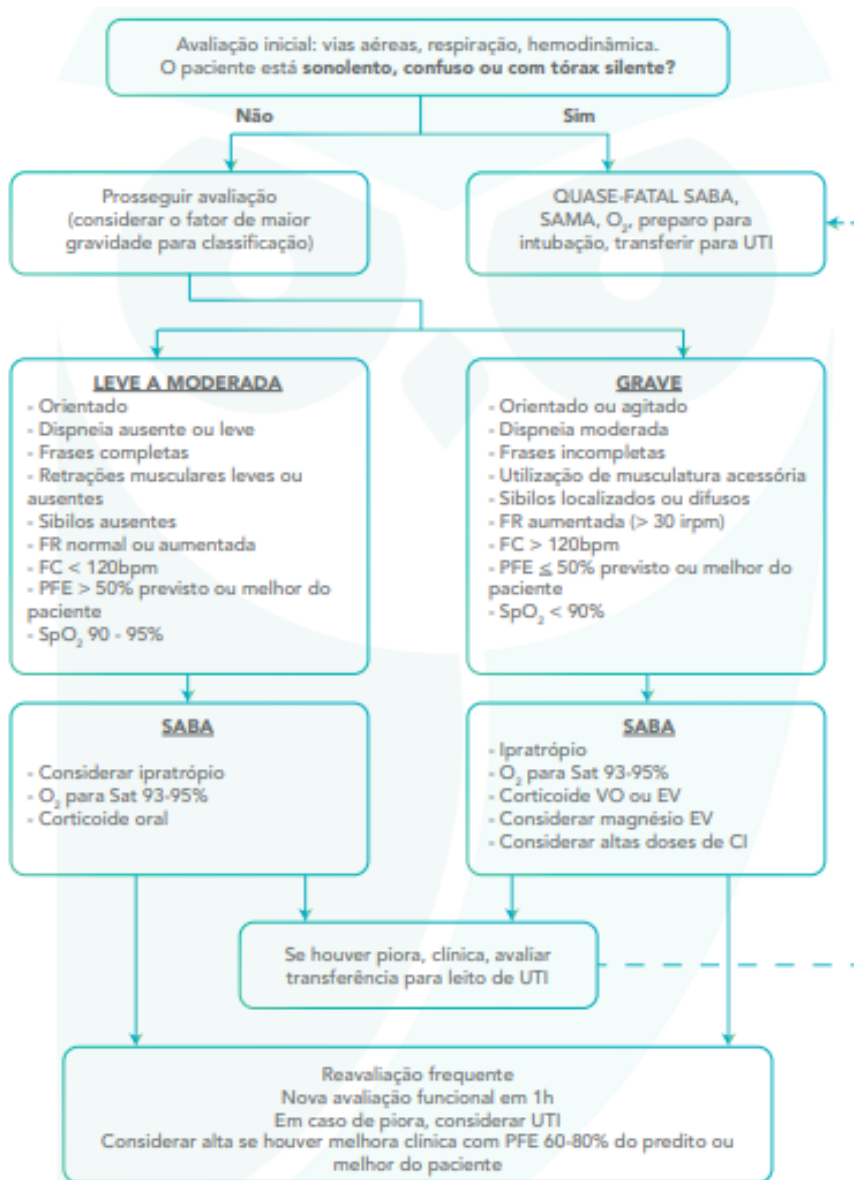 Avaliação inicial: vias aéreas, respiração, hemodinâmica.
O paciente está sonolento, confuso ou com tórax silente?
Não
Sim
Prosseguir avaliação
(considerar o fator de maior
gravidade para classificação)
QUASE-FATAL SABA,
SAMA, O₂, preparo para
intubação, transferir para UTI
LEVE A MODERADA
- Orientado
- Dispneia ausente ou leve
- Frases completas
- Retrações musculares leves ou
ausentes
- Sibilos ausentes
- FR normal ou aumentada
- FC < 120bpm
- PFE > 50% previsto ou melhor do
paciente
- SpO₂ 90 - 95%
GRAVE
- Orientado ou agitado
- Dispneia moderada
- Frases incompletas
- Utilização de musculatura acessória
- Sibilos localizados ou difusos
- FR aumentada (> 30 irpm)
- FC > 120bpm
- PFE ≤ 50% previsto ou melhor do
paciente
- SpO₂ < 90%
SABA
- Considerar ipratrópio
- O₂ para Sat 93-95%
- Corticoide oral
SABA
- Ipratrópio
- O₂ para Sat 93-95%
- Corticoide VO ou EV
- Considerar magnésio EV
- Considerar altas doses de CI
Se houver piora, clínica, avaliar
transferência para leito de UTI
Reavaliação frequente
Nova avaliação funcional em 1h
Em caso de piora, considerar UTI
Considerar alta se houver melhora clínica com PFE 60-80% do predito ou
melhor do paciente